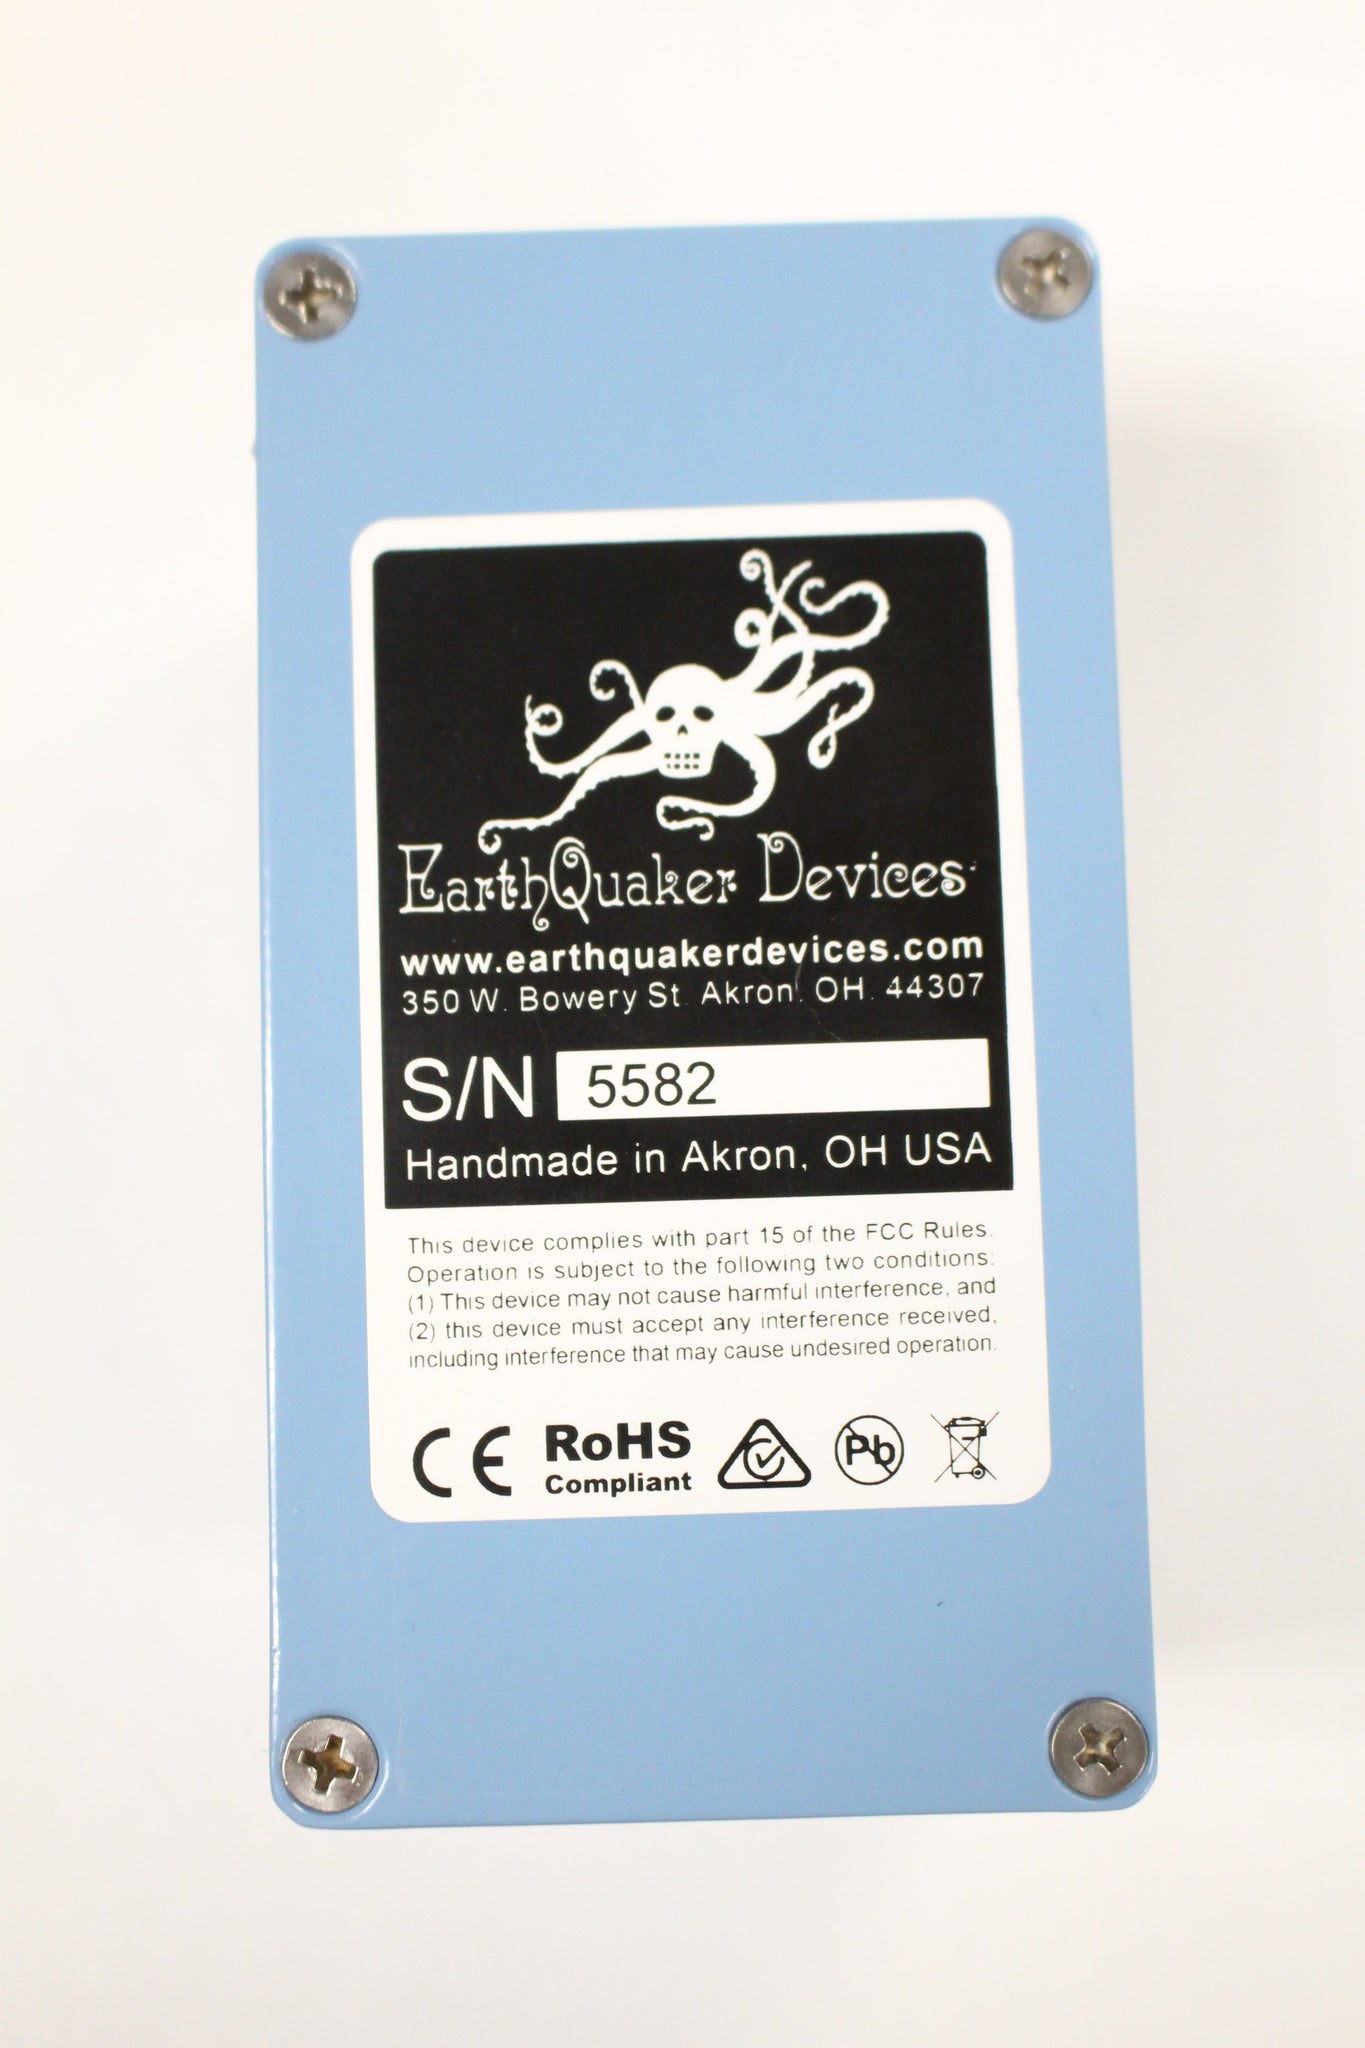 EarthQuaker Devices
www.earthquakerdevices.com
350 W. Bowery St. Akron, OH. 44307
S/N 5582
Handmade in Akron, OH USA
This device complies with part 15 of the FCC Rules.
Operation is subject to the following two conditions:
(1) This device may not cause harmful interference, and
(2) this device must accept any interference received,
including interference that may cause undesired operation.
CE RoHS Pb
Compliant